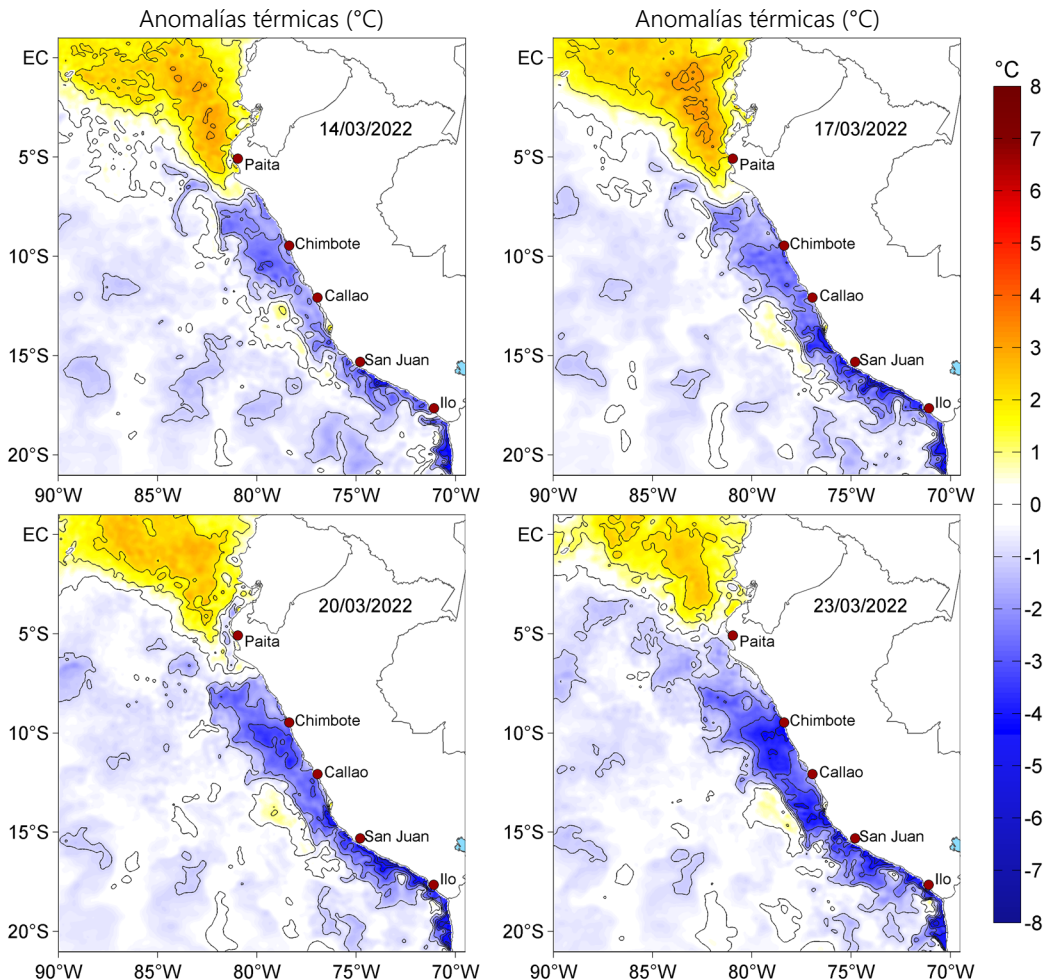 Anomalías térmicas (°C)
Anomalías térmicas (°C)
EC
5°S
10°S
15°S
20°S
90°W
85°W
80°W
75°W
70°W
14/03/2022
Paita
Chimbote
Callao
San Juan
Ilo
EC
5°S
10°S
15°S
20°S
90°W
85°W
80°W
75°W
70°W
17/03/2022
Paita
Chimbote
Callao
San Juan
Ilo
°C
8
7
6
5
4
3
2
1
0
-1
-2
-3
-4
-5
-6
-7
-8
EC
5°S
10°S
15°S
20°S
90°W
85°W
80°W
75°W
70°W
20/03/2022
Paita
Chimbote
Callao
San Juan
Ilo
EC
5°S
10°S
15°S
20°S
90°W
85°W
80°W
75°W
70°W
23/03/2022
Paita
Chimbote
Callao
San Juan
Ilo